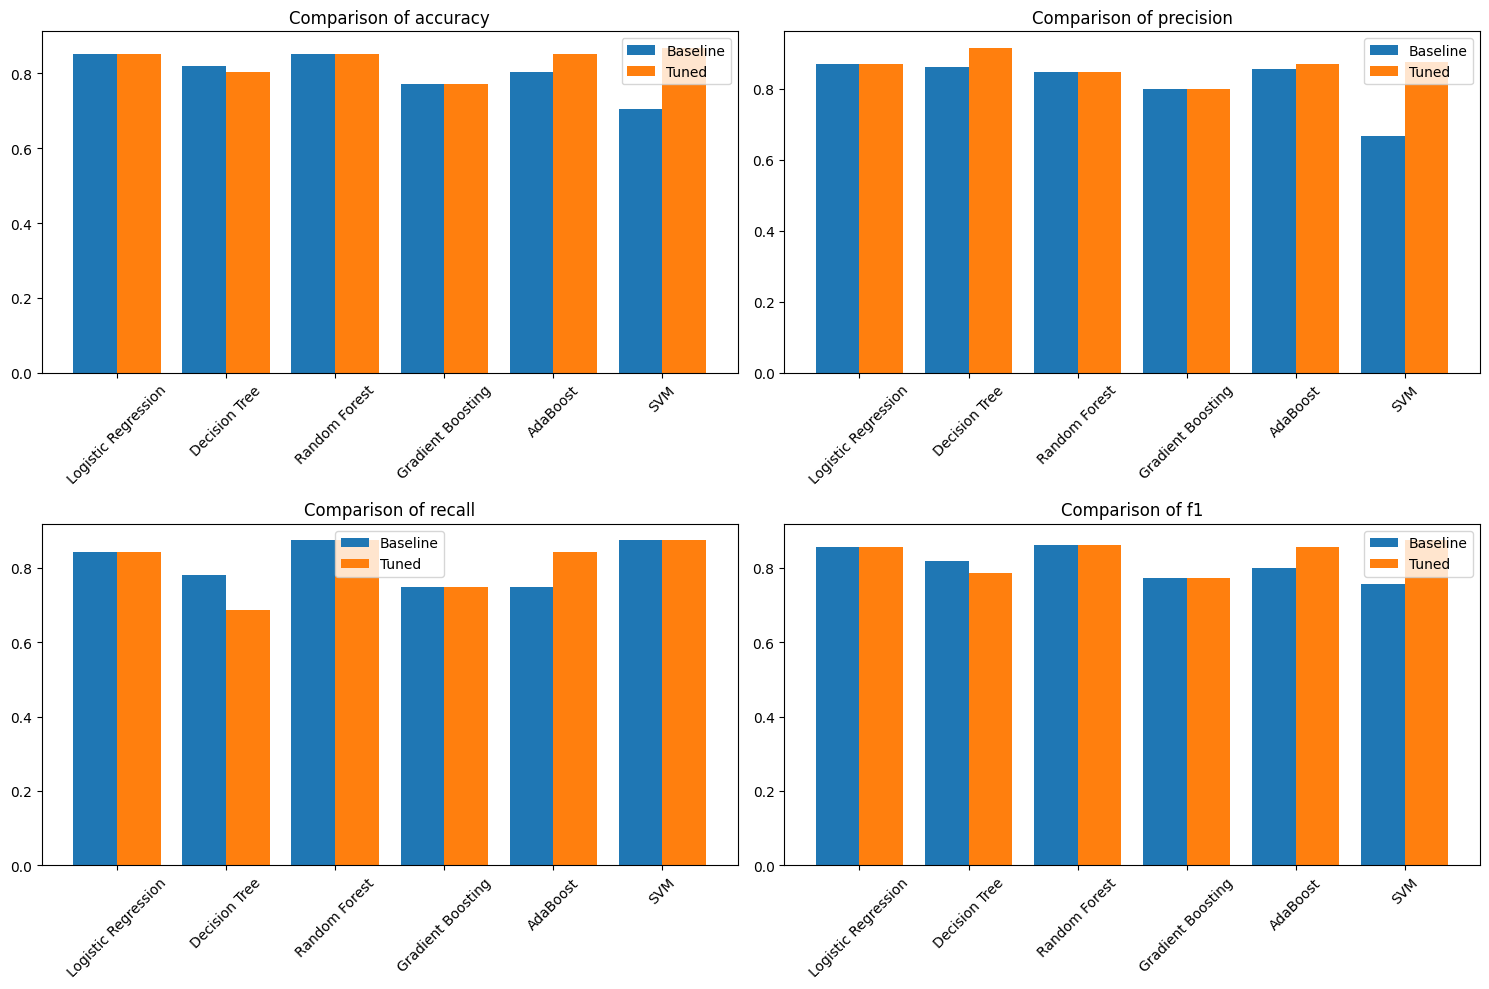 Comparison of accuracy
Baseline
Tuned
0.8
0.6
0.4
0.2
0.0
Logistic Regression
Decision Tree
Random Forest
Gradient Boosting
AdaBoost
SVM
Comparison of precision
Baseline
Tuned
0.8
0.6
0.4
0.2
0.0
Logistic Regression
Decision Tree
Random Forest
Gradient Boosting
AdaBoost
SVM
Comparison of recall
Baseline
Tuned
0.8
0.6
0.4
0.2
0.0
Logistic Regression
Decision Tree
Random Forest
Gradient Boosting
AdaBoost
SVM
Comparison of f1
Baseline
Tuned
0.8
0.6
0.4
0.2
0.0
Logistic Regression
Decision Tree
Random Forest
Gradient Boosting
AdaBoost
SVM